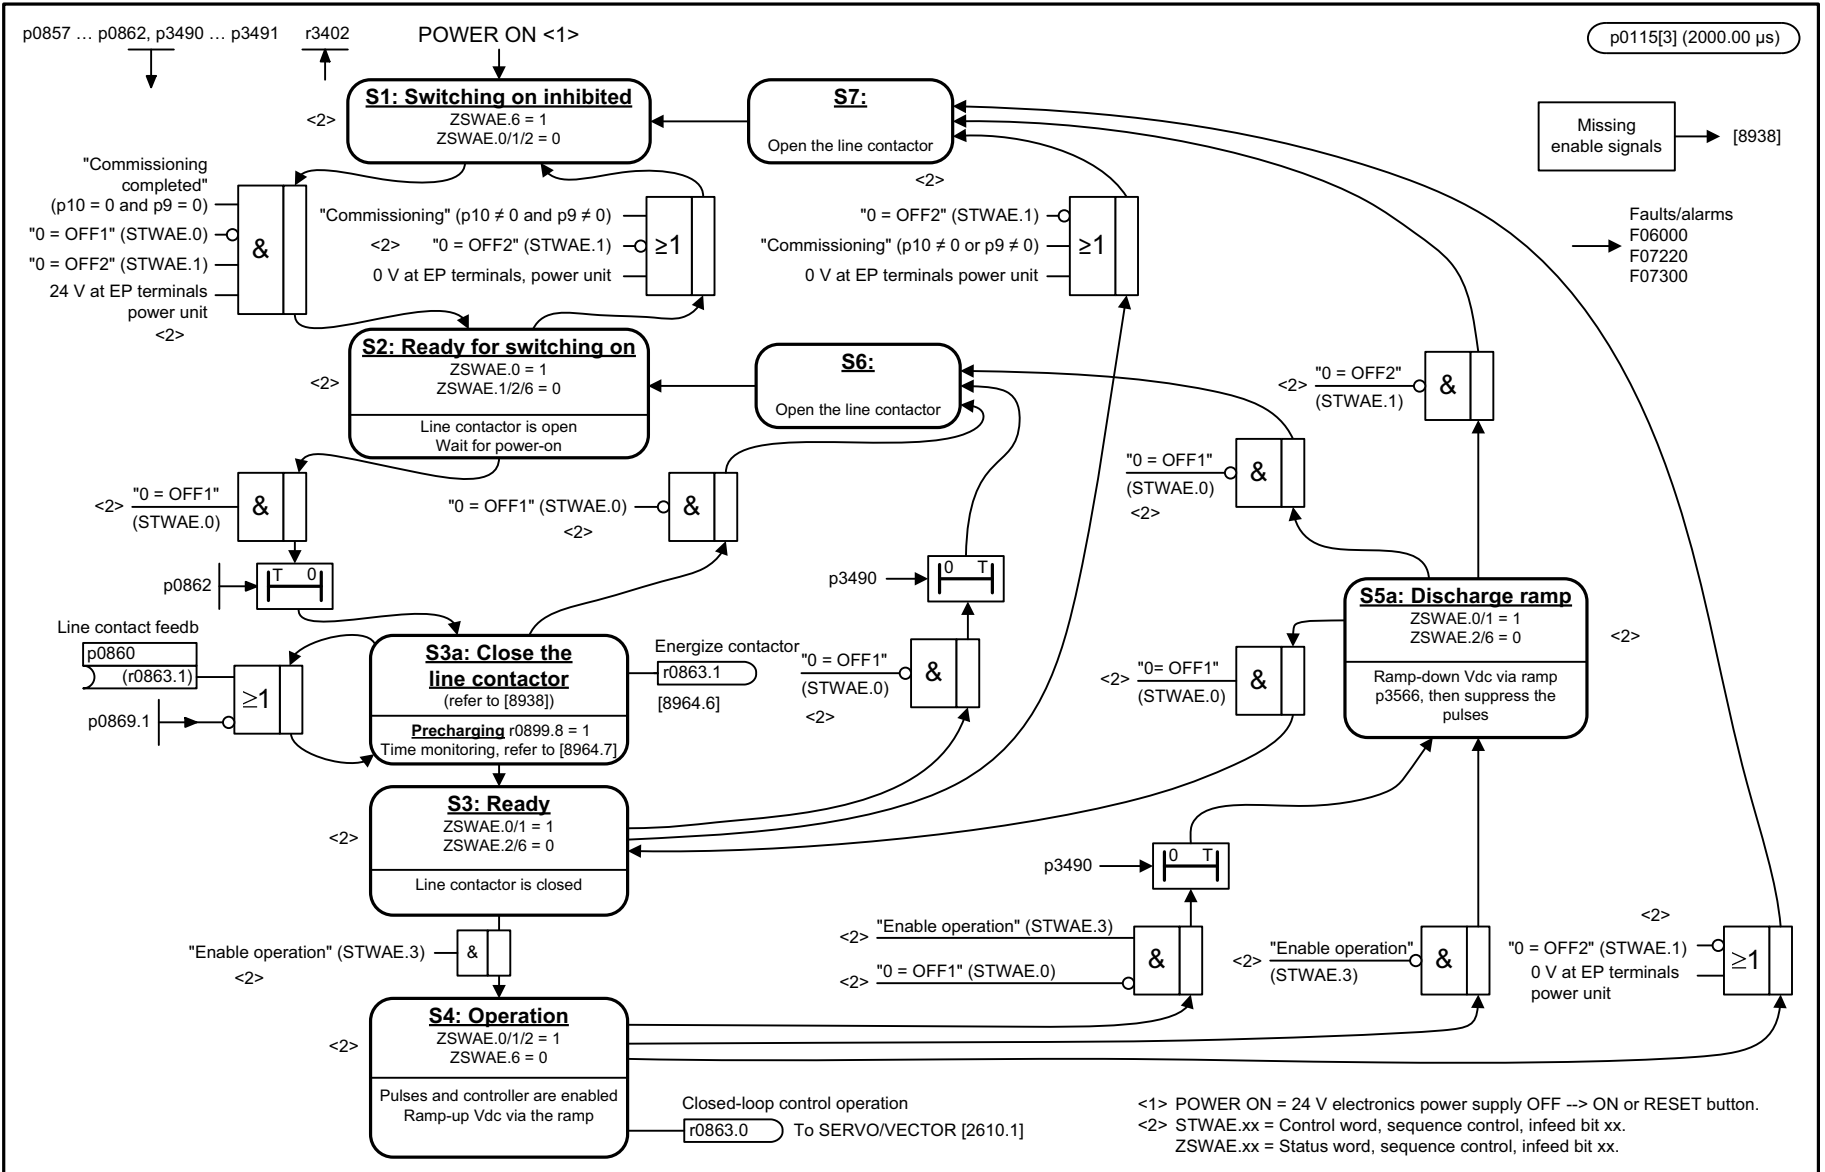 p0857 … p0862, p3490 … p3491
r3402
POWER ON <1>
p0115[3] (2000.00 µs)
S1: Switching on inhibited
ZSWAE.6 = 1
ZSWAE.0/1/2 = 0
<2>
S7:
Open the line contactor
<2>
Missing
enable signals
[8938]
"Commissioning
completed"
(p10 = 0 and p9 = 0)
"0 = OFF1" (STWAE.0)
"0 = OFF2" (STWAE.1)
24 V at EP terminals
power unit
<2>
&
"Commissioning" (p10 ≠ 0 and p9 ≠ 0)
<2> "0 = OFF2" (STWAE.1)
0 V at EP terminals, power unit
≥1
"0 = OFF2" (STWAE.1)
"Commissioning" (p10 ≠ 0 or p9 ≠ 0)
0 V at EP terminals power unit
≥1
Faults/alarms
F06000
F07220
F07300
S2: Ready for switching on
ZSWAE.0 = 1
ZSWAE.1/2/6 = 0
Line contactor is open
Wait for power-on
<2>
S6:
Open the line contactor
<2> "0 = OFF2"
(STWAE.1)
&
<2> "0 = OFF1"
(STWAE.0)
&
"0 = OFF1" (STWAE.0)
<2>
&
"0 = OFF1"
(STWAE.0)
<2>
&
p0862
T 0
p3490
0 T
Line contact feedb
p0860
(r0863.1)
p0869.1
≥1
S3a: Close the
line contactor
(refer to [8938])
Precharging r0899.8 = 1
Time monitoring, refer to [8964.7]
Energize contactor
r0863.1
[8964.6]
"0 = OFF1"
(STWAE.0)
<2>
&
<2> "0= OFF1"
(STWAE.0)
&
S5a: Discharge ramp
ZSWAE.0/1 = 1
ZSWAE.2/6 = 0
Ramp-down Vdc via ramp
p3566, then suppress the
pulses
<2>
S3: Ready
ZSWAE.0/1 = 1
ZSWAE.2/6 = 0
Line contactor is closed
<2>
p3490
0 T
"Enable operation" (STWAE.3)
<2>
&
<2> "Enable operation" (STWAE.3)
<2> "0 = OFF1" (STWAE.0)
&
<2> "Enable operation"
(STWAE.3)
&
<2>
"0 = OFF2" (STWAE.1)
0 V at EP terminals
power unit
≥1
S4: Operation
ZSWAE.0/1/2 = 1
ZSWAE.6 = 0
Pulses and controller are enabled
Ramp-up Vdc via the ramp
<2>
Closed-loop control operation
r0863.0
To SERVO/VECTOR [2610.1]
<1> POWER ON = 24 V electronics power supply OFF --> ON or RESET button.
<2> STWAE.xx = Control word, sequence control, infeed bit xx.
ZSWAE.xx = Status word, sequence control, infeed bit xx.